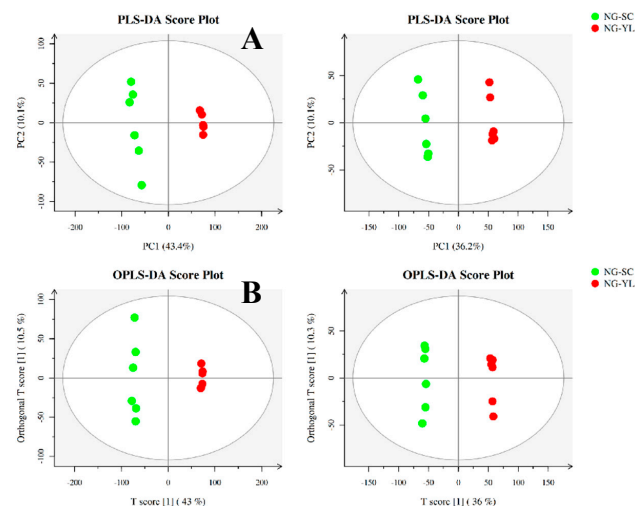 PLS-DA Score Plot
A
PC2 (10.1%)
100
50
0
-50
-100
-200
-100
0
100
200
PC1 (43.4%)
PLS-DA Score Plot
NG-SC
NG-YL
PC2 (10.1%)
50
0
-50
-150
-100
-50
0
50
100
150
PC1 (36.2%)
OPLS-DA Score Plot
B
Orthogonal T score [1] ( 10.5 %)
100
50
0
-50
-100
-200
-100
0
100
200
T score [1] ( 43 %)
OPLS-DA Score Plot
NG-SC
NG-YL
Orthogonal T score [1] ( 10.3 %)
50
0
-50
-150
-100
-50
0
50
100
150
T score [1] ( 36 %)